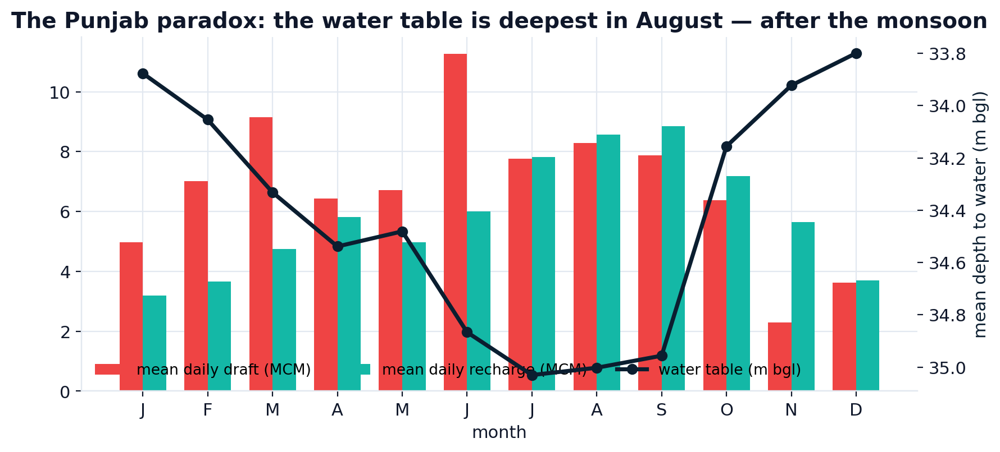 The Punjab paradox: the water table is deepest in August — after the monsoon
10
8
6
4
2
0
33.8
34.0
34.2
34.4
34.6
34.8
35.0
mean depth to water (m bgl)
mean daily draft (MCM)
mean daily recharge (MCM)
water table (m bgl)
J F M A M J J A S O N D
month